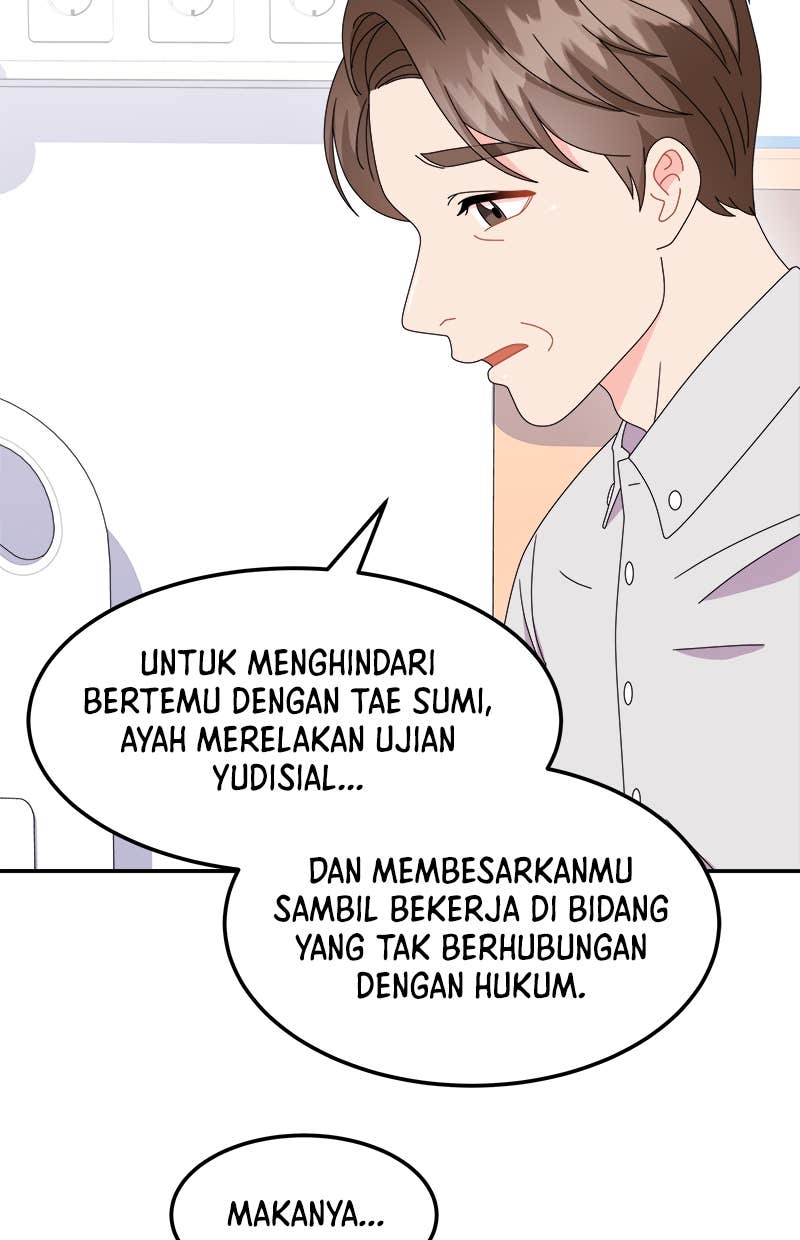 UNTUK MENGHINDARI
BERTEMU DENGAN TAE SUMI,
AYAH MERELAKAN UJIAN
YUDISIAL...
DAN MEMBESARKANMU
SAMBIL BEKERJA DI BIDANG
YANG TAK BERHUBUNGAN
DENGAN HUKUM.
MAKANYA...